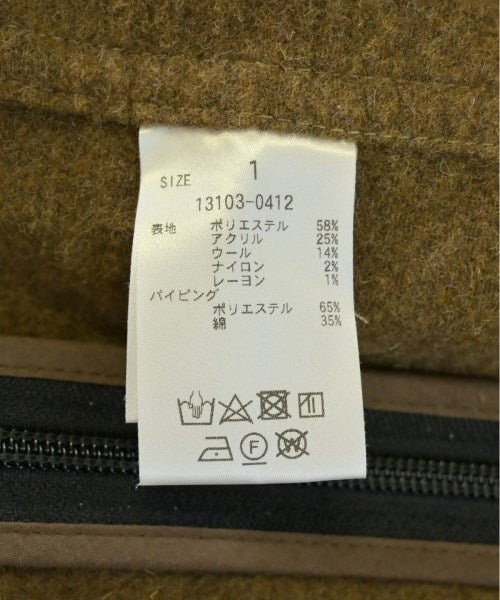 SIZE 1
13103-0412
表地 ポリエステル 58%
アクリル 25%
ウール 14%
ナイロン 2%
レーヨン 1%
パイピング
ポリエステル 65%
綿 35%
F W